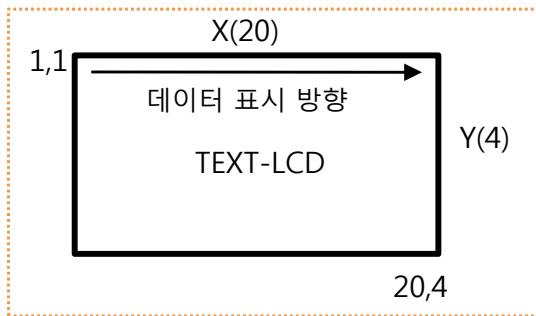 X(20)
1,1
데이터 표시 방향
Y(4)
TEXT-LCD
20,4